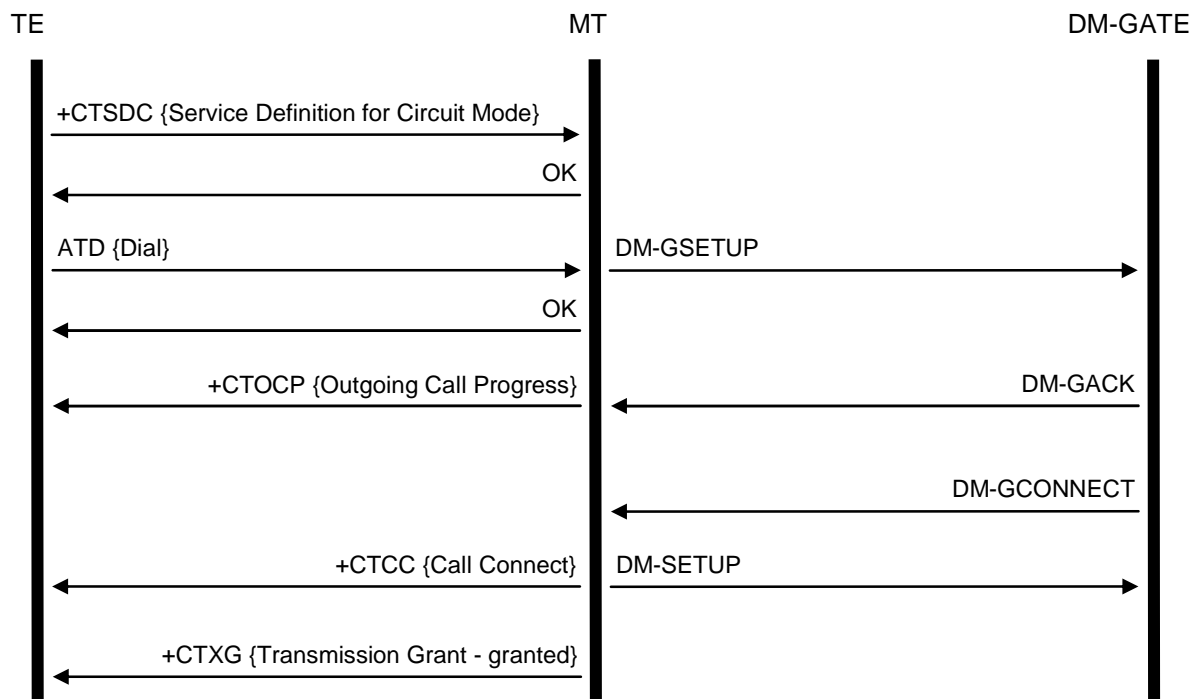 TE MT DM-GATE
+CTSDC {Service Definition for Circuit Mode}
OK
ATD {Dial} DM-GSETUP
OK
+CTOCP {Outgoing Call Progress} DM-GACK
DM-GCONNECT
+CTCC {Call Connect} DM-SETUP
+CTXG {Transmission Grant - granted}